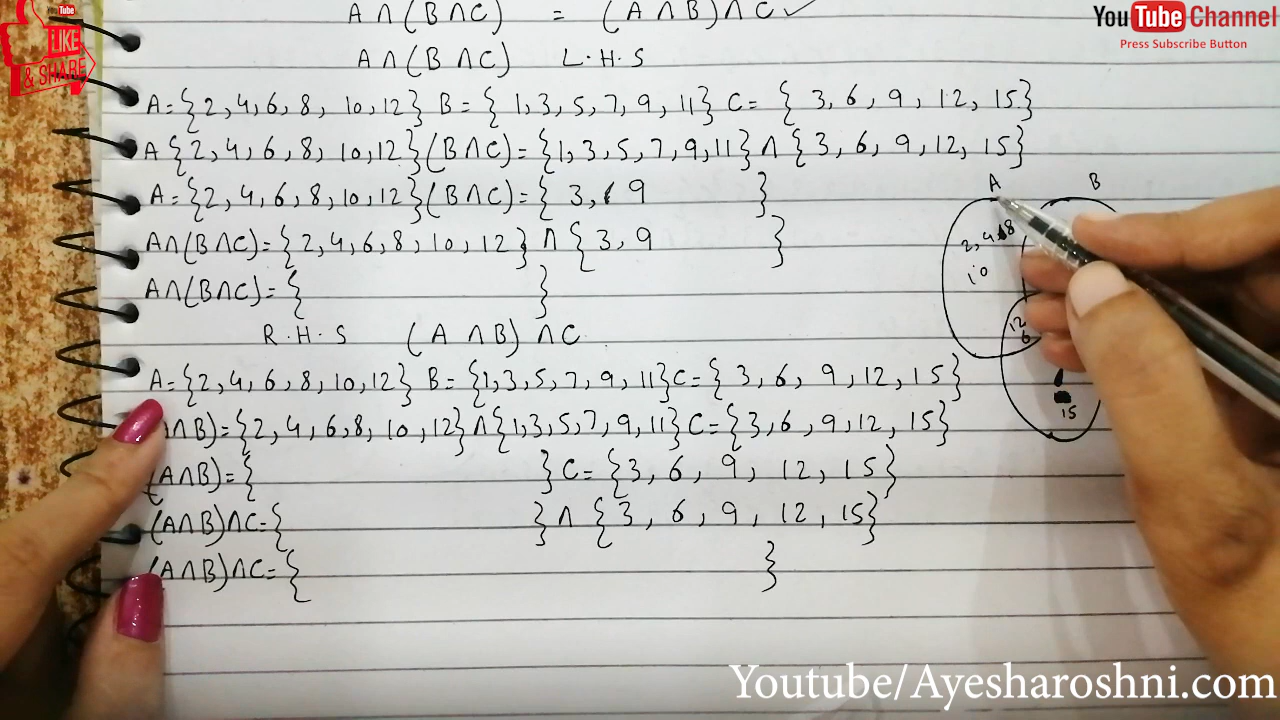 A∩(B∩C) = (A∩B)∩C ✓
YouTube Channel
Press Subscribe Button
YouTube
LIKE
& SHARE
A∩(B∩C) L.H.S
A={2,4,6,8,10,12} B={1,3,5,7,9,11} C={3,6,9,12,15}
A{2,4,6,8,10,12}(B∩C)={1,3,5,7,9,11}∩{3,6,9,12,15}
A={2,4,6,8,10,12}(B∩C)={3, 9 }
A∩(B∩C)={2,4,6,8,10,12}∩{3,9 }
A∩(B∩C)={ }
A B
2,4 8
10
12
6
15
R.H.S (A∩B)∩C
A={2,4,6,8,10,12} B={1,3,5,7,9,11}C={3,6,9,12,15}
∩B)={2,4,6,8,10,12}∩{1,3,5,7,9,11}C={3,6,9,12,15}
(A∩B)={ }C={3,6,9,12,15}
(A∩B)∩C={ }∩{3,6,9,12,15}
(A∩B)∩C={ }
Youtube/Ayesharoshni.com